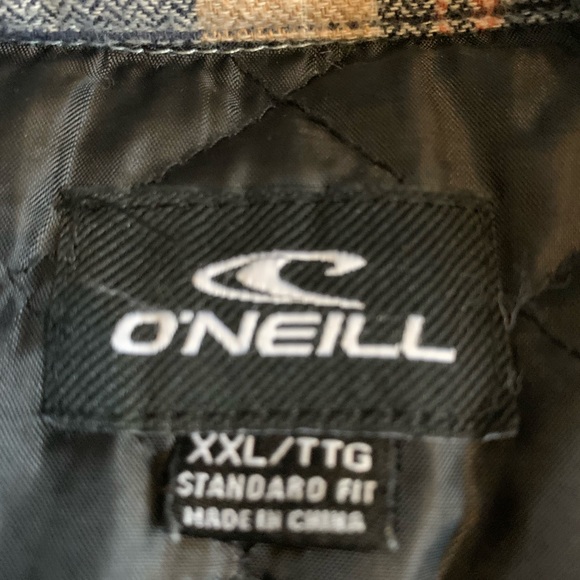 O'NEILL
XXL/TTG
STANDARD FIT
MADE IN CHINA